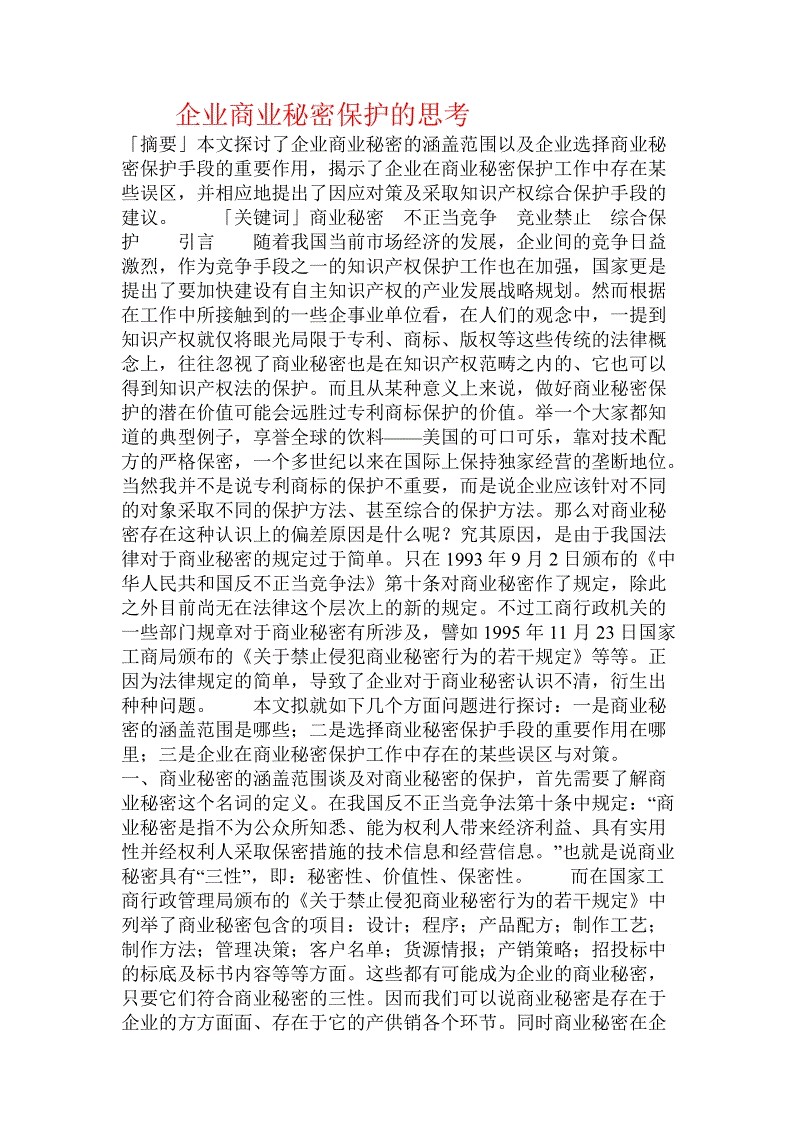 企业商业秘密保护的思考
「摘要」本文探讨了企业商业秘密的涵盖范围以及企业选择商业秘
密保护手段的重要作用，揭示了企业在商业秘密保护工作中存在某
些误区，并相应地提出了因应对策及采取知识产权综合保护手段的
建议。　　「关键词」商业秘密　不正当竞争　竞业禁止　综合保
护　　引言　　随着我国当前市场经济的发展，企业间的竞争日益
激烈，作为竞争手段之一的知识产权保护工作也在加强，国家更是
提出了要加快建设有自主知识产权的产业发展战略规划。然而根据
在工作中所接触到的一些企事业单位看，在人们的观念中，一提到
知识产权就仅将眼光局限于专利、商标、版权等这些传统的法律概
念上，往往忽视了商业秘密也是在知识产权范畴之内的、它也可以
得到知识产权法的保护。而且从某种意义上来说，做好商业秘密保
护的潜在价值可能会远胜过专利商标保护的价值。举一个大家都知
道的典型例子，享誉全球的饮料——美国的可口可乐，靠对技术配
方的严格保密，一个多世纪以来在国际上保持独家经营的垄断地位。
当然我并不是说专利商标的保护不重要，而是说企业应该针对不同
的对象采取不同的保护方法、甚至综合的保护方法。那么对商业秘
密存在这种认识上的偏差原因是什么呢？究其原因，是由于我国法
律对于商业秘密的规定过于简单。只在 1993 年 9 月 2 日颁布的《中
华人民共和国反不正当竞争法》第十条对商业秘密作了规定，除此
之外目前尚无在法律这个层次上的新的规定。不过工商行政机关的
一些部门规章对于商业秘密有所涉及，譬如 1995 年 11 月 23 日国家
工商局颁布的《关于禁止侵犯商业秘密行为的若干规定》等等。正
因为法律规定的简单，导致了企业对于商业秘密认识不清，衍生出
种种问题。　　本文拟就如下几个方面问题进行探讨：一是商业秘
密的涵盖范围是哪些；二是选择商业秘密保护手段的重要作用在哪
里；三是企业在商业秘密保护工作中存在的某些误区与对策。
一、商业秘密的涵盖范围谈及对商业秘密的保护，首先需要了解商
业秘密这个名词的定义。在我国反不正当竞争法第十条中规定：“商
业秘密是指不为公众所知悉、能为权利人带来经济利益、具有实用
性并经权利人采取保密措施的技术信息和经营信息。”也就是说商业
秘密具有“三性”，即：秘密性、价值性、保密性。　　而在国家工
商行政管理局颁布的《关于禁止侵犯商业秘密行为的若干规定》中
列举了商业秘密包含的项目：设计；程序；产品配方；制作工艺；
制作方法；管理决策；客户名单；货源情报；产销策略；招投标中
的标底及标书内容等等方面。这些都有可能成为企业的商业秘密，
只要它们符合商业秘密的三性。因而我们可以说商业秘密是存在于
企业的方方面面、存在于它的产供销各个环节。同时商业秘密在企